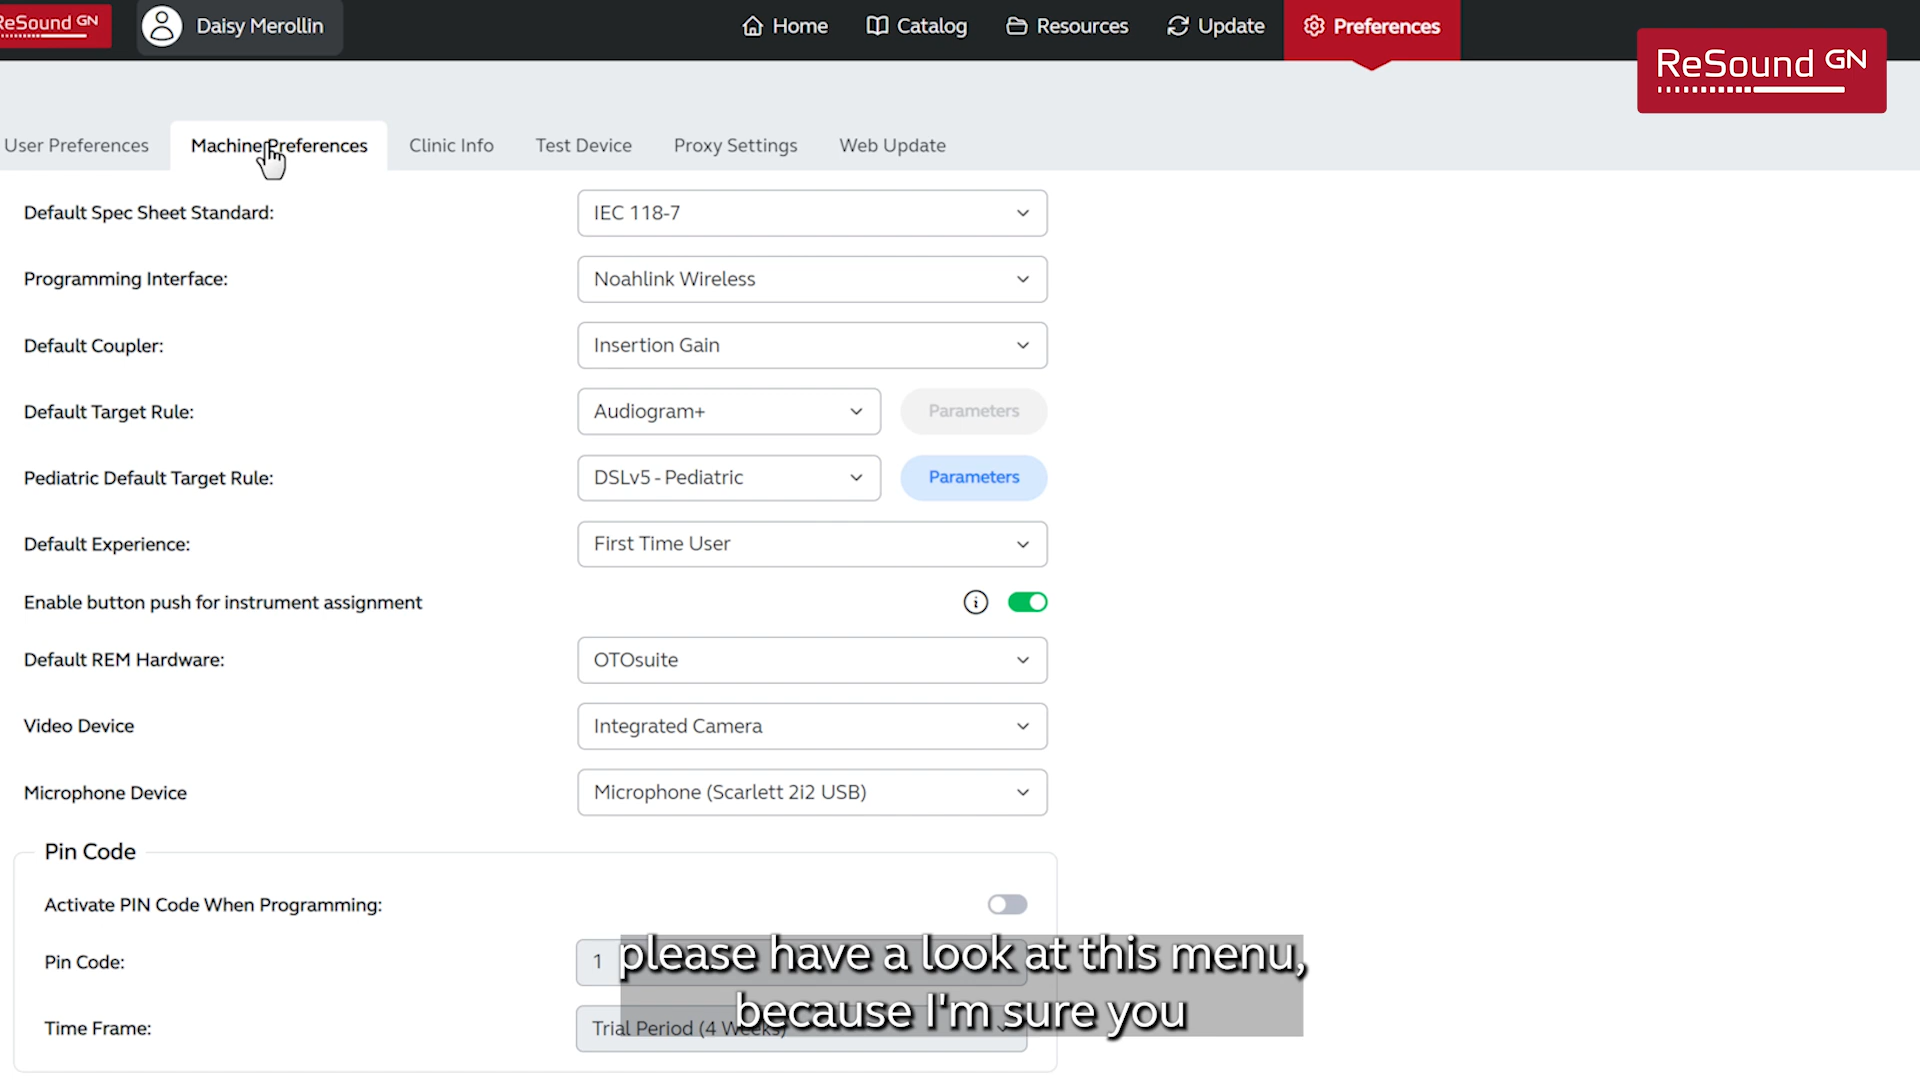 ReSound GN
Daisy Merollin
Home
Catalog
Resources
Update
Preferences
ReSound GN
User Preferences
Machine Preferences
Clinic Info
Test Device
Proxy Settings
Web Update
Default Spec Sheet Standard:
IEC 118-7
Programming Interface:
Noahlink Wireless
Default Coupler:
Insertion Gain
Default Target Rule:
Audiogram+
Parameters
Pediatric Default Target Rule:
DSLv5 - Pediatric
Parameters
Default Experience:
First Time User
Enable button push for instrument assignment
Default REM Hardware:
OTOsuite
Video Device
Integrated Camera
Microphone Device
Microphone (Scarlett 2i2 USB)
Pin Code
Activate PIN Code When Programming:
Pin Code:
1
please have a look at this menu,
because I'm sure you
Time Frame:
Trial Period (4 Weeks)